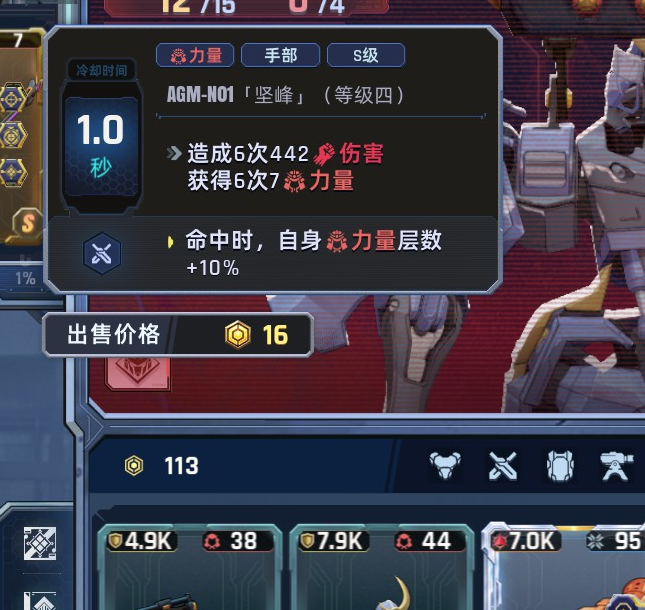 12 /15
0 /4
7
力量
手部
S级
冷却时间
AGM-N01「坚峰」（等级四）
1.0
秒
造成6次442伤害
获得6次7力量
S
命中时，自身力量层数
+10%
1%
出售价格
16
113
4.9K
38
7.9K
44
7.0K
95